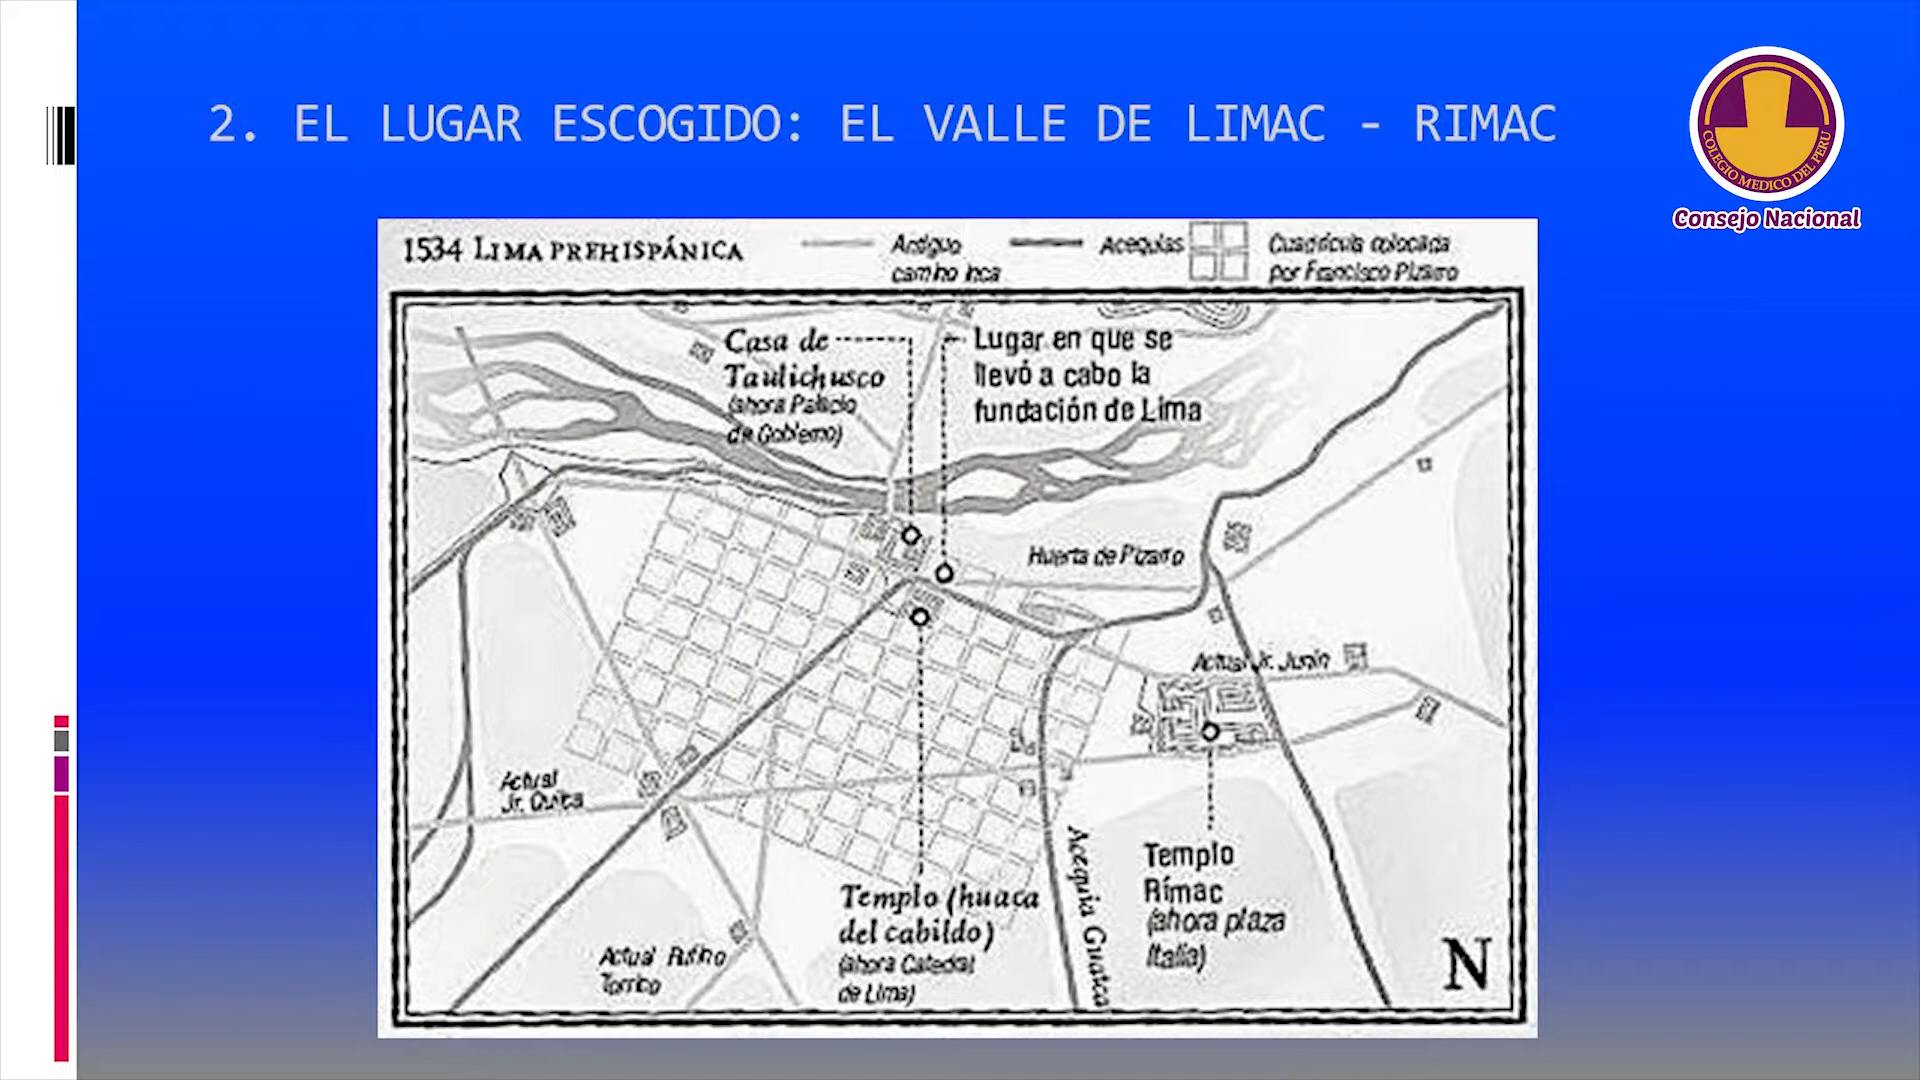 2. EL LUGAR ESCOGIDO: EL VALLE DE LIMAC - RIMAC
COLEGIO MEDICO DEL PERU
Consejo Nacional
1534 LIMA PREHISPÁNICA
Antiguo
camino inca
Acequias
Cuadrícula colocada
por Francisco Pizarro
Casa de
Taulichusco
(ahora Palacio
de Gobierno)
Lugar en que se
llevó a cabo la
fundación de Lima
Huerta de Pizarro
Actual Jr. Junín
Actual
Jr. Quilca
Templo (huaca
del cabildo)
(ahora Catedral
de Lima)
Acequia Guatica
Templo
Rímac
(ahora plaza
Italia)
Actual Rufino
Torrico
N